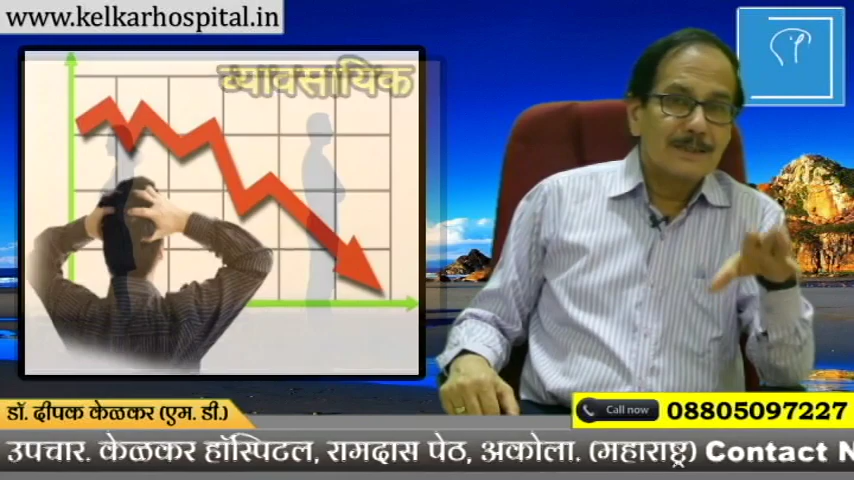 www.kelkarhospital.in
व्यावसायिक
डॉ. दीपक केळकर (एम. डी.)
Call now 08805097227
उपचार. केळकर हॉस्पिटल, रामदास पेठ, अकोला. (महाराष्ट्र) Contact N